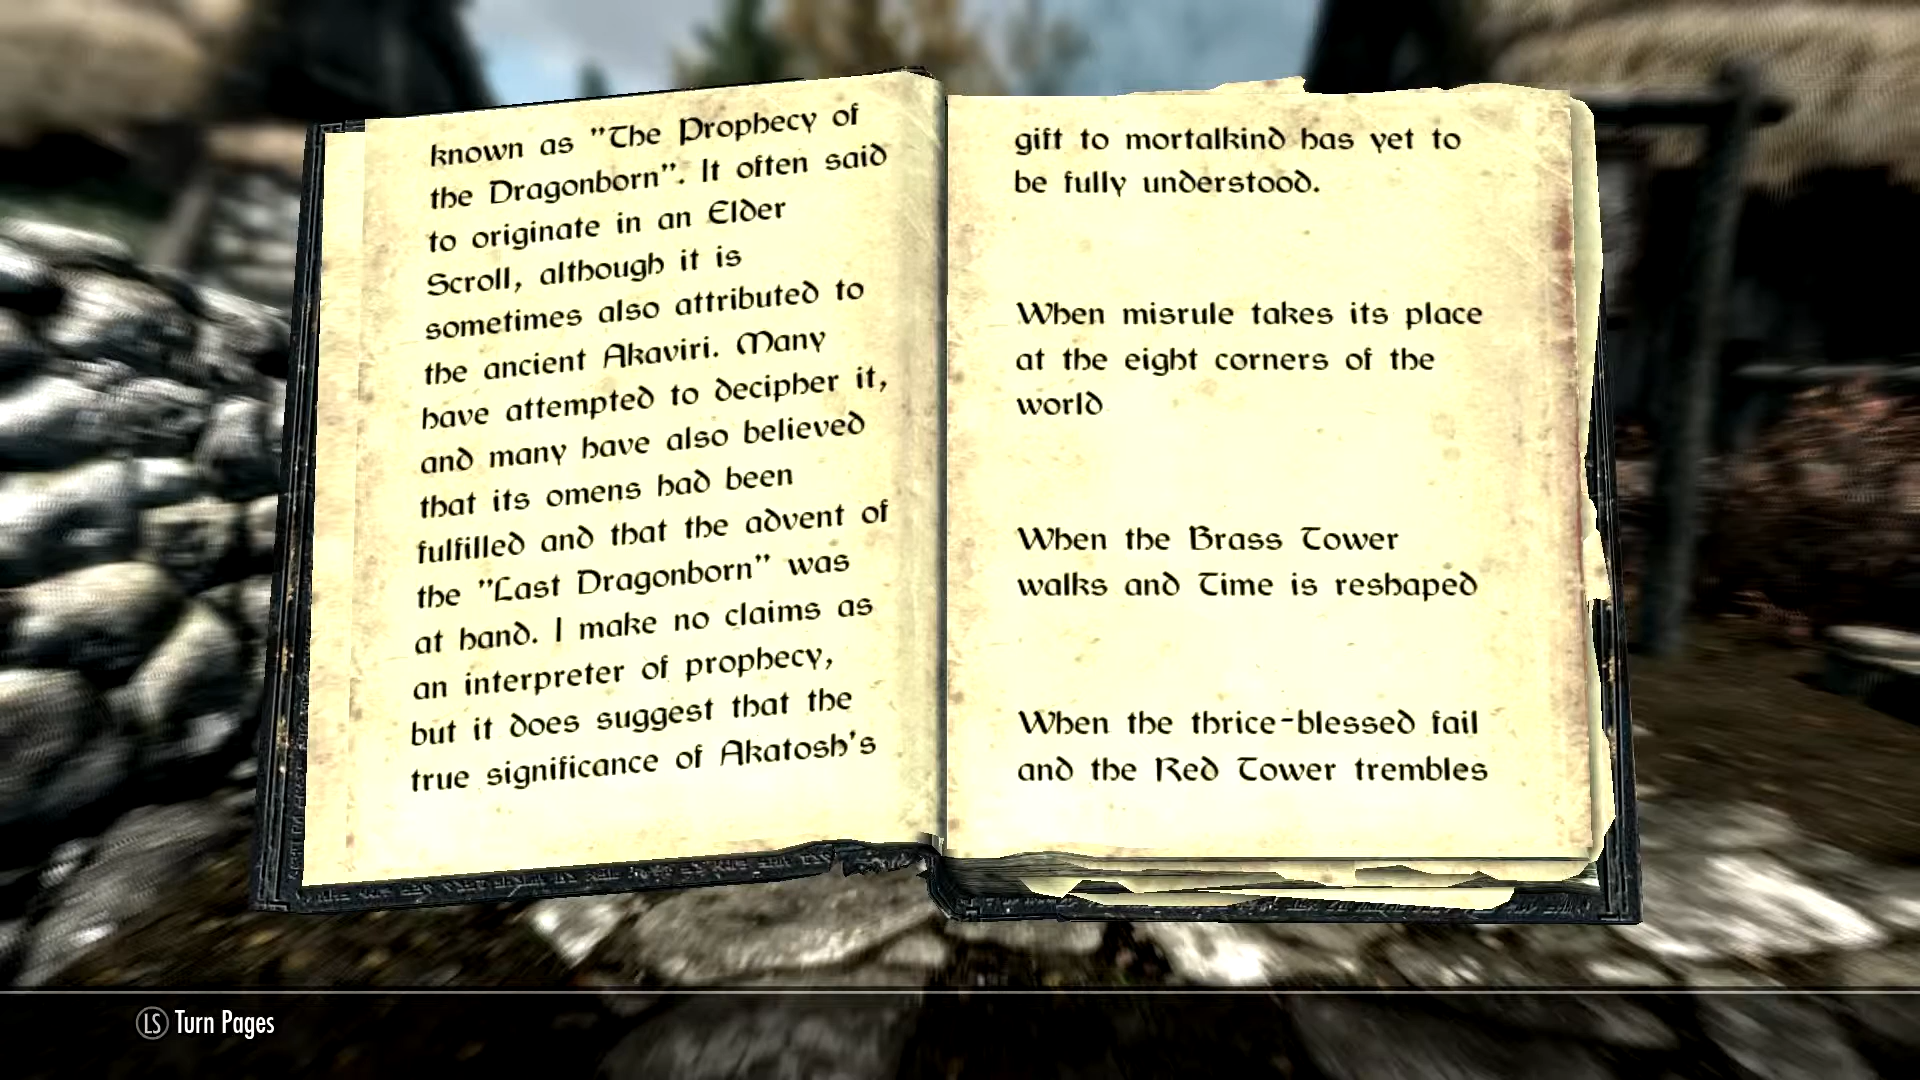 known as "The Prophecy of
the Dragonborn". It often said
to originate in an Elder
Scroll, although it is
sometimes also attributed to
the ancient Akaviri. Many
have attempted to decipher it,
and many have also believed
that its omens had been
fulfilled and that the advent of
the "Last Dragonborn" was
at hand. I make no claims as
an interpreter of prophecy,
but it does suggest that the
true significance of Akatosh's
gift to mortalkind has yet to
be fully understood.
When misrule takes its place
at the eight corners of the
world
When the Brass Tower
walks and Time is reshaped
When the thrice-blessed fail
and the Red Tower trembles
LS Turn Pages